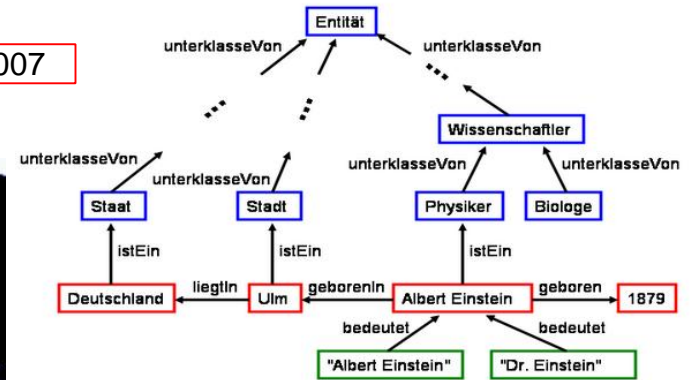 Entität
unterklasseVon unterklasseVon
007
Wissenschaftler
unterklasseVon unterklasseVon unterklasseVon unterklasseVon
Staat Stadt Physiker Biologe
istEin istEin istEin
liegtIn geborenIn geboren
Deutschland Ulm Albert Einstein 1879
bedeutet bedeutet
"Albert Einstein" "Dr. Einstein"